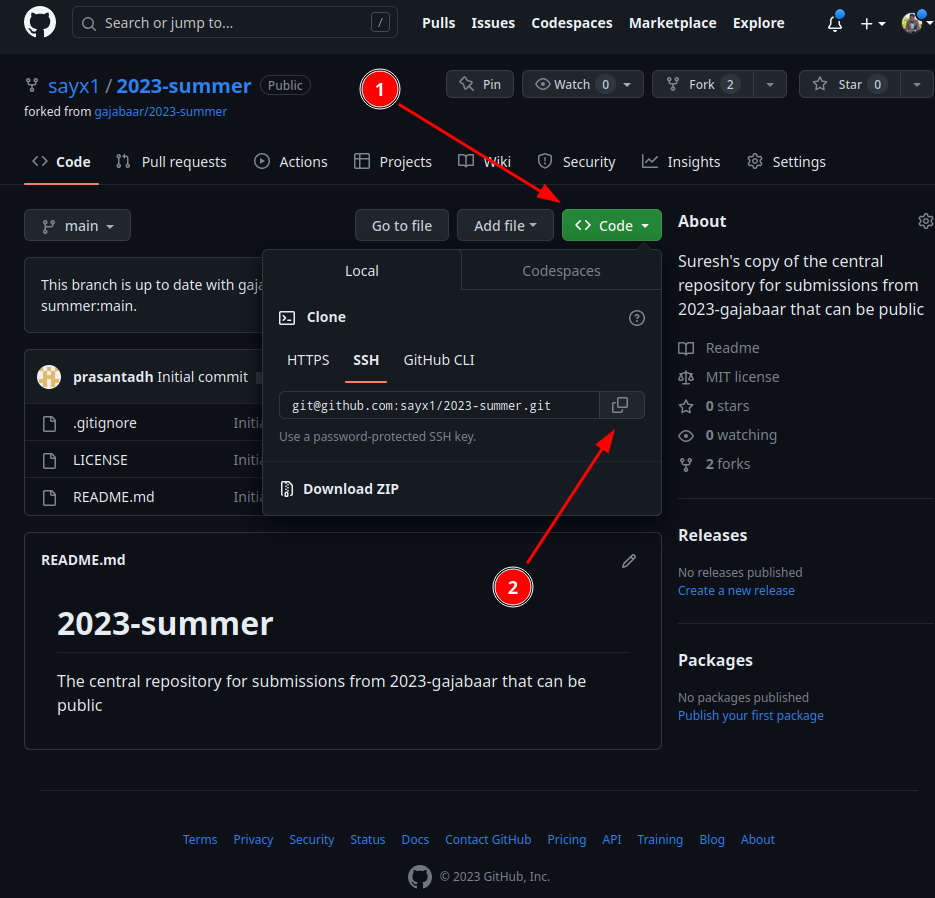 Search or jump to... /
Pulls Issues Codespaces Marketplace Explore
sayx1 / 2023-summer Public
forked from gajabaar/2023-summer
1
Pin
Watch 0
Fork 2
Star 0
Code Pull requests Actions Projects Wiki Security Insights Settings
main
Go to file
Add file
Code
This branch is up to date with gaja
summer:main.
prasantadh Initial commit
.gitignore Initia
LICENSE Initia
README.md Initia
Local Codespaces
Clone
HTTPS SSH GitHub CLI
git@github.com:sayx1/2023-summer.git
Use a password-protected SSH key.
Download ZIP
2
README.md
2023-summer
The central repository for submissions from 2023-gajabaar that can be
public
About
Suresh's copy of the central
repository for submissions from
2023-gajabaar that can be public
Readme
MIT license
0 stars
0 watching
2 forks
Releases
No releases published
Create a new release
Packages
No packages published
Publish your first package
Terms Privacy Security Status Docs Contact GitHub Pricing API Training Blog About
© 2023 GitHub, Inc.